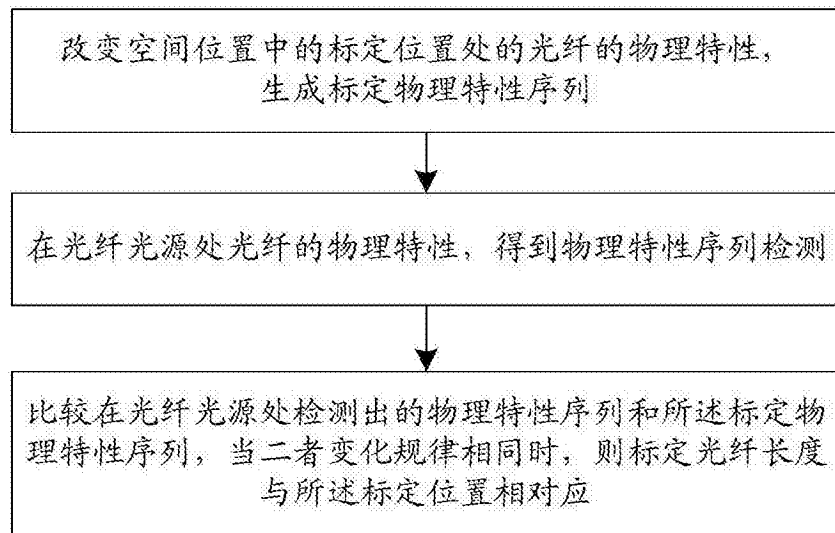 改变空间位置中的标定位置处的光纤的物理特性，
生成标定物理特性序列
在光纤光源处光纤的物理特性，得到物理特性序列检测
比较在光纤光源处检测出的物理特性序列和所述标定物
理特性序列，当二者变化规律相同时，则标定光纤长度
与所述标定位置相对应